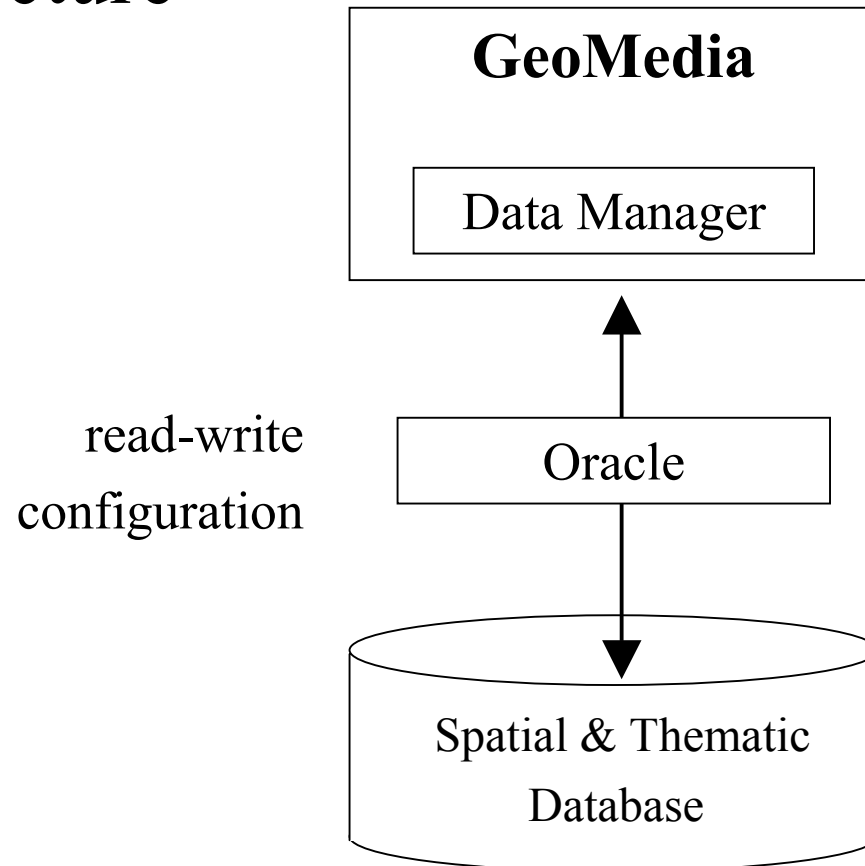 GeoMedia
Data Manager
read-write
configuration
Oracle
Spatial & Thematic
Database